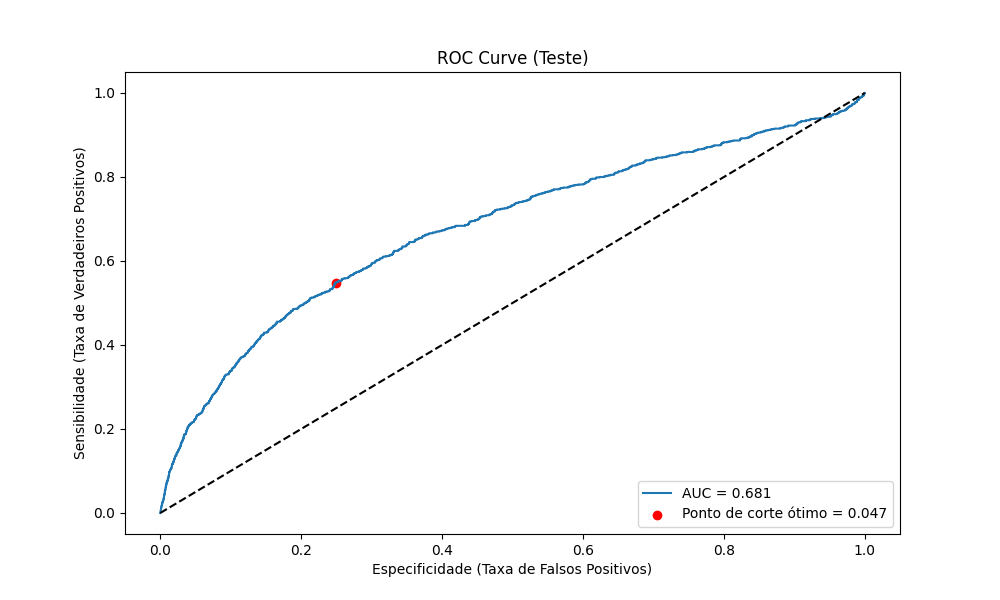 ROC Curve (Teste)
Sensibilidade (Taxa de Verdadeiros Positivos)
1.0
0.8
0.6
0.4
0.2
0.0
AUC = 0.681
Ponto de corte ótimo = 0.047
0.0 0.2 0.4 0.6 0.8 1.0
Especificidade (Taxa de Falsos Positivos)